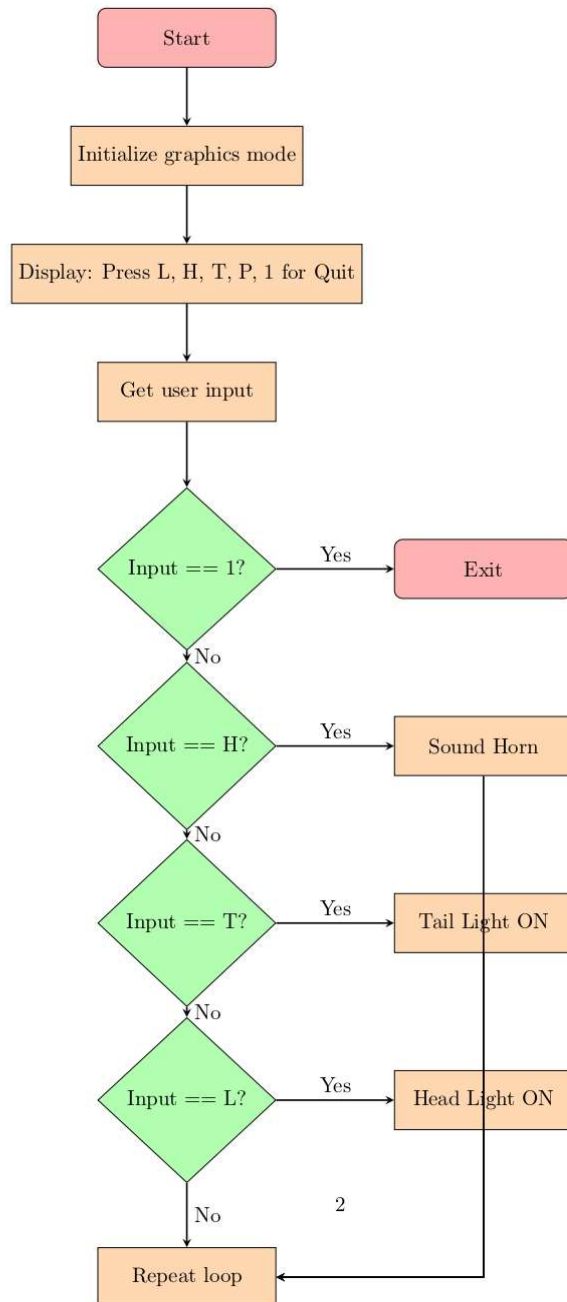 Start
Initialize graphics mode
Display: Press L, H, T, P, 1 for Quit
Get user input
Input == 1?
Yes
Exit
No
Input == H?
Yes
Sound Horn
No
Input == T?
Yes
Tail Light ON
No
Input == L?
Yes
Head Light ON
No
2
Repeat loop